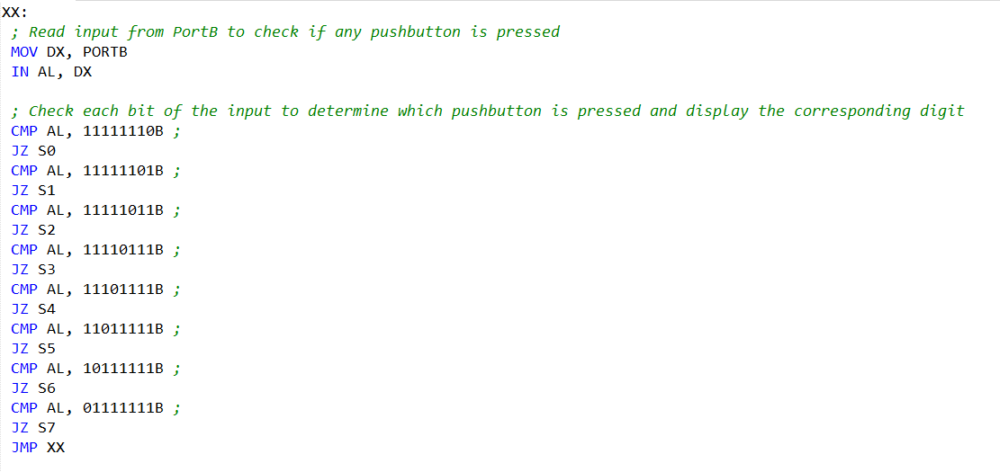 XX:
; Read input from PortB to check if any pushbutton is pressed
MOV DX, PORTB
IN AL, DX
; Check each bit of the input to determine which pushbutton is pressed and display the corresponding digit
CMP AL, 11111110B ;
JZ S0
CMP AL, 11111101B ;
JZ S1
CMP AL, 11111011B ;
JZ S2
CMP AL, 11110111B ;
JZ S3
CMP AL, 11101111B ;
JZ S4
CMP AL, 11011111B ;
JZ S5
CMP AL, 10111111B ;
JZ S6
CMP AL, 01111111B ;
JZ S7
JMP XX